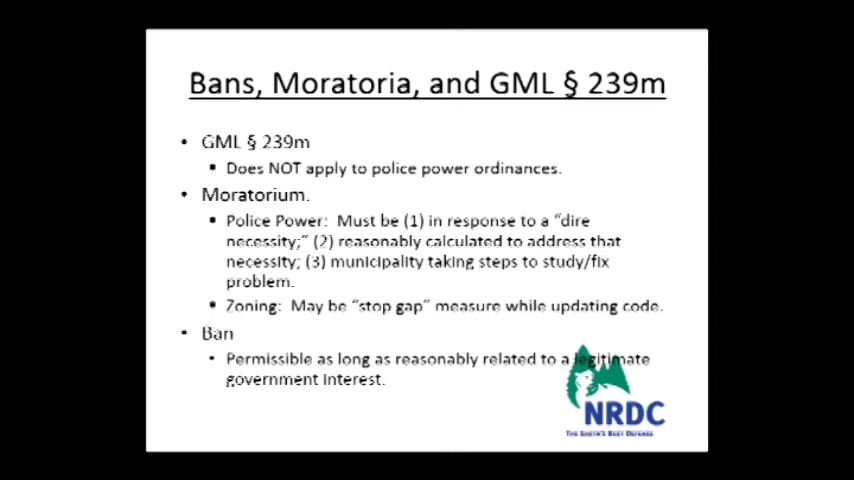 Bans, Moratoria, and GML § 239m
• GML § 239m
▪ Does NOT apply to police power ordinances.
• Moratorium.
▪ Police Power: Must be (1) in response to a “dire
necessity;” (2) reasonably calculated to address that
necessity; (3) municipality taking steps to study/fix
problem.
▪ Zoning: May be “stop gap” measure while updating code.
• Ban
• Permissible as long as reasonably related to a legitimate
government interest.
NRDC
THE EARTH'S BEST DEFENSE